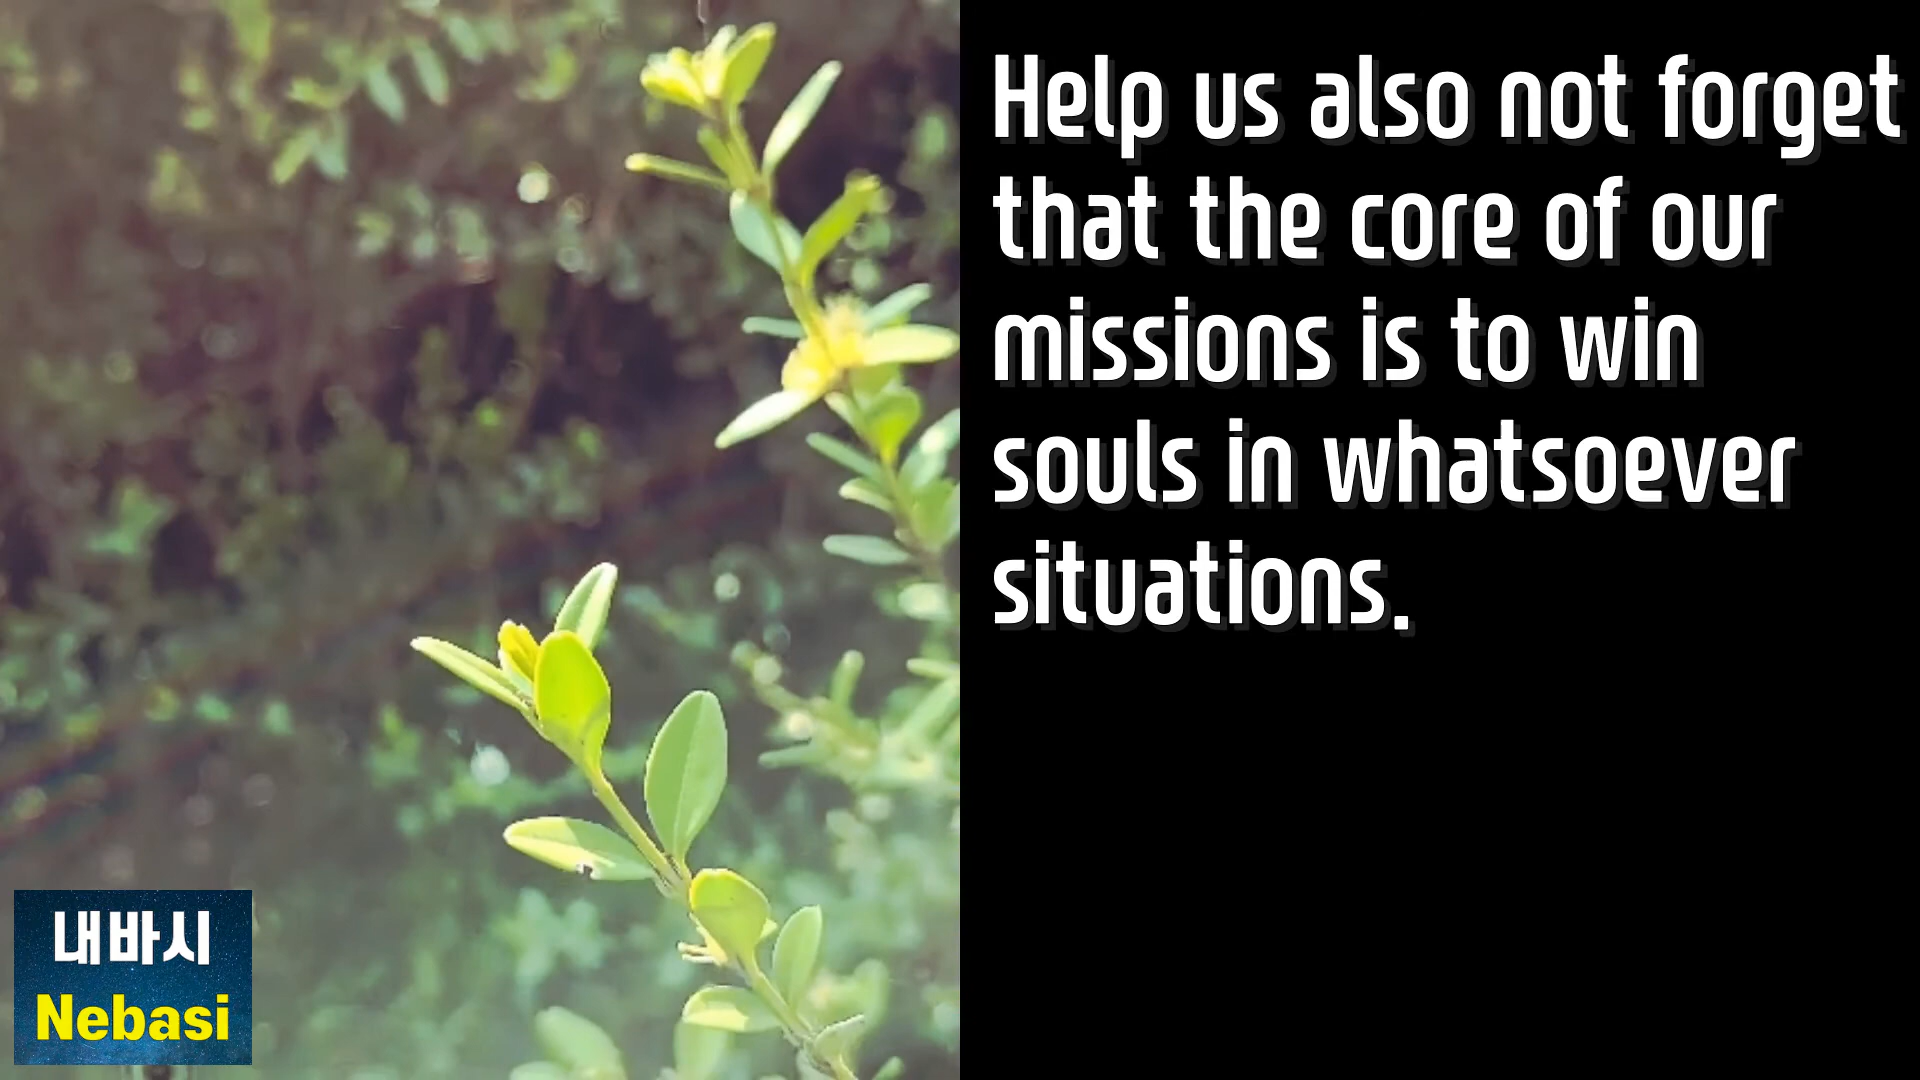 Help us also not forget
that the core of our
missions is to win
souls in whatsoever
situations.
내바시
Nebasi